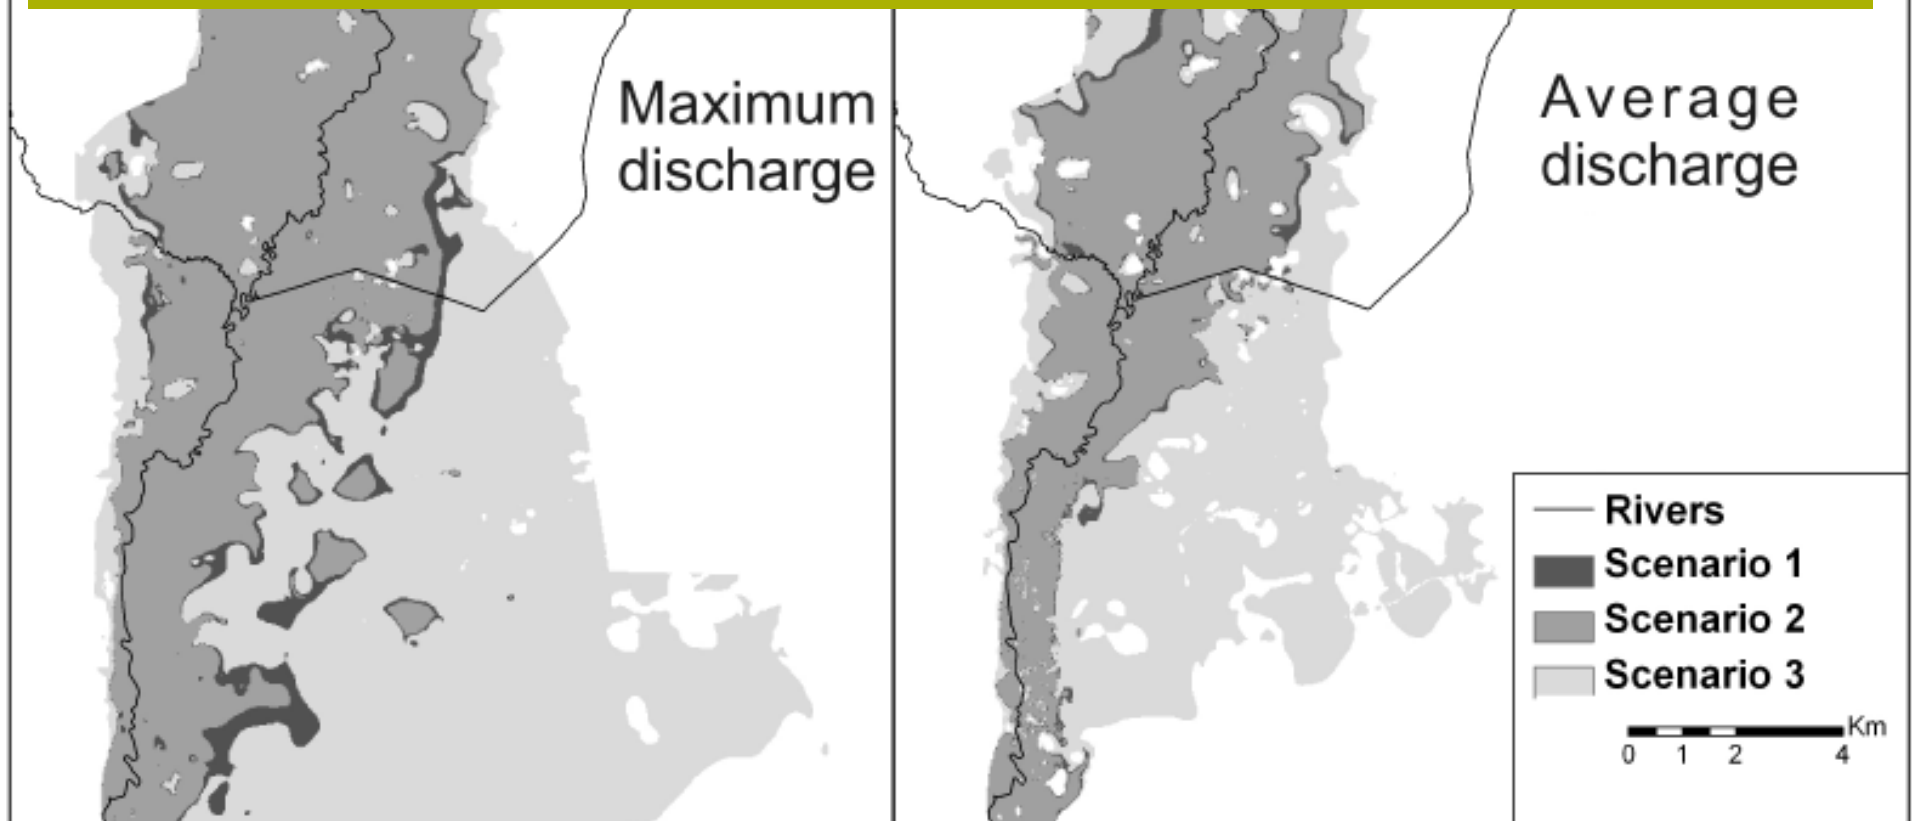 Maximum
discharge
Average
discharge
Rivers
Scenario 1
Scenario 2
Scenario 3
Km
0 1 2 4